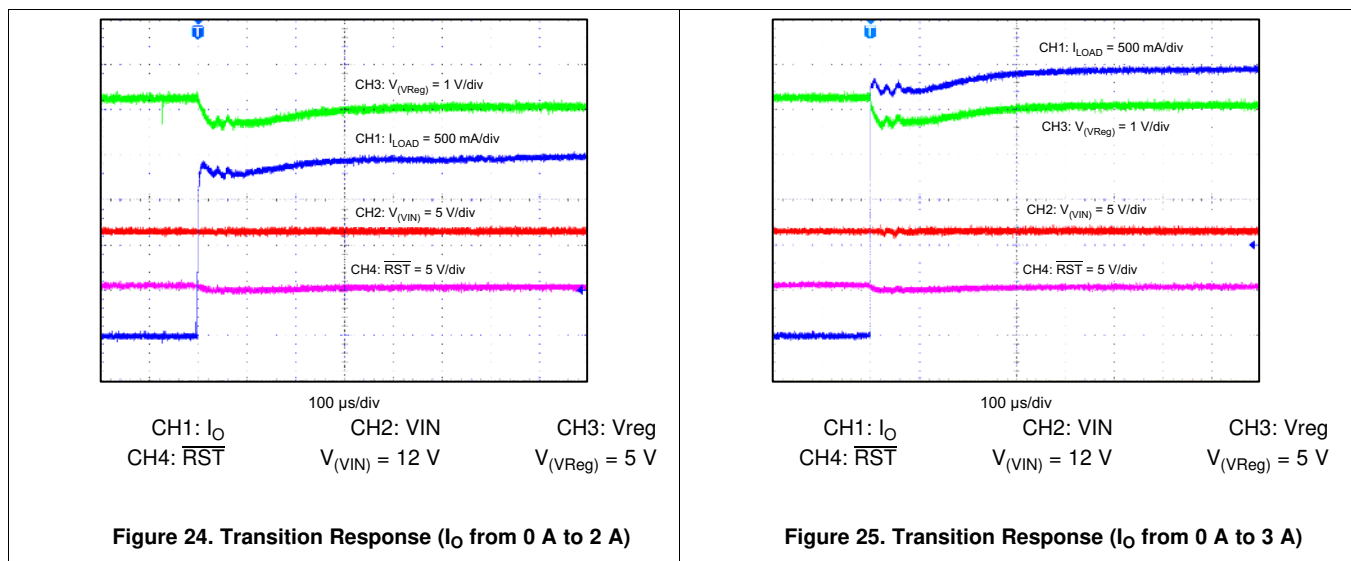 T
CH3: V(VReg) = 1 V/div
CH1: ILOAD = 500 mA/div
CH2: V(VIN) = 5 V/div
CH4: RST = 5 V/div
100 µs/div
CH1: IO CH2: VIN CH3: Vreg
CH4: RST V(VIN) = 12 V V(VReg) = 5 V
Figure 24. Transition Response (IO from 0 A to 2 A)
T
CH1: ILOAD = 500 mA/div
CH3: V(VReg) = 1 V/div
CH2: V(VIN) = 5 V/div
CH4: RST = 5 V/div
100 µs/div
CH1: IO CH2: VIN CH3: Vreg
CH4: RST V(VIN) = 12 V V(VReg) = 5 V
Figure 25. Transition Response (IO from 0 A to 3 A)